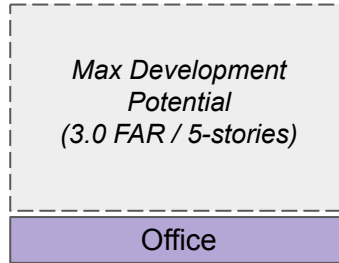 Max Development
Potential
(3.0 FAR / 5-stories)
Office